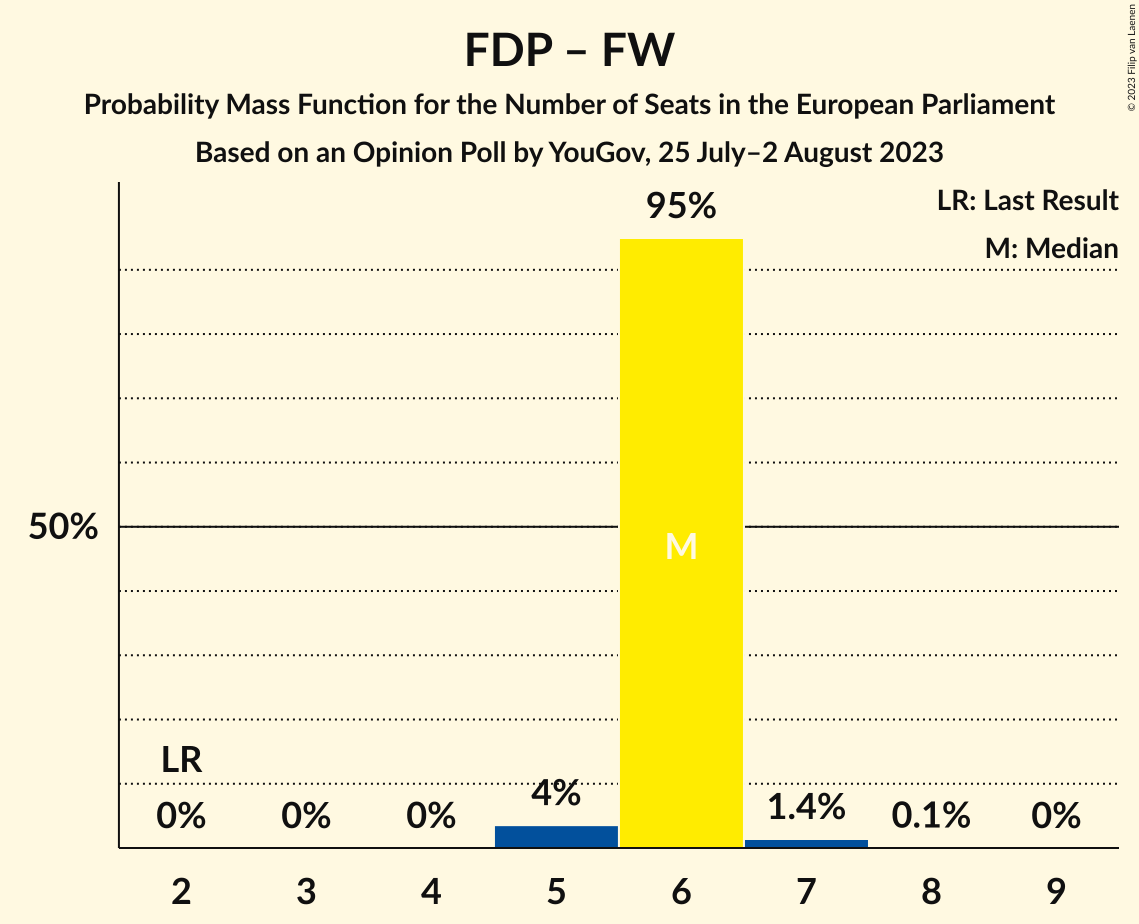 FDP – FW
Probability Mass Function for the Number of Seats in the European Parliament
Based on an Opinion Poll by YouGov, 25 July–2 August 2023
© 2023 Filip van Laenen
LR: Last Result
M: Median
95%
50%
M
LR
0%
0%
0%
4%
1.4%
0.1%
0%
2
3
4
5
6
7
8
9